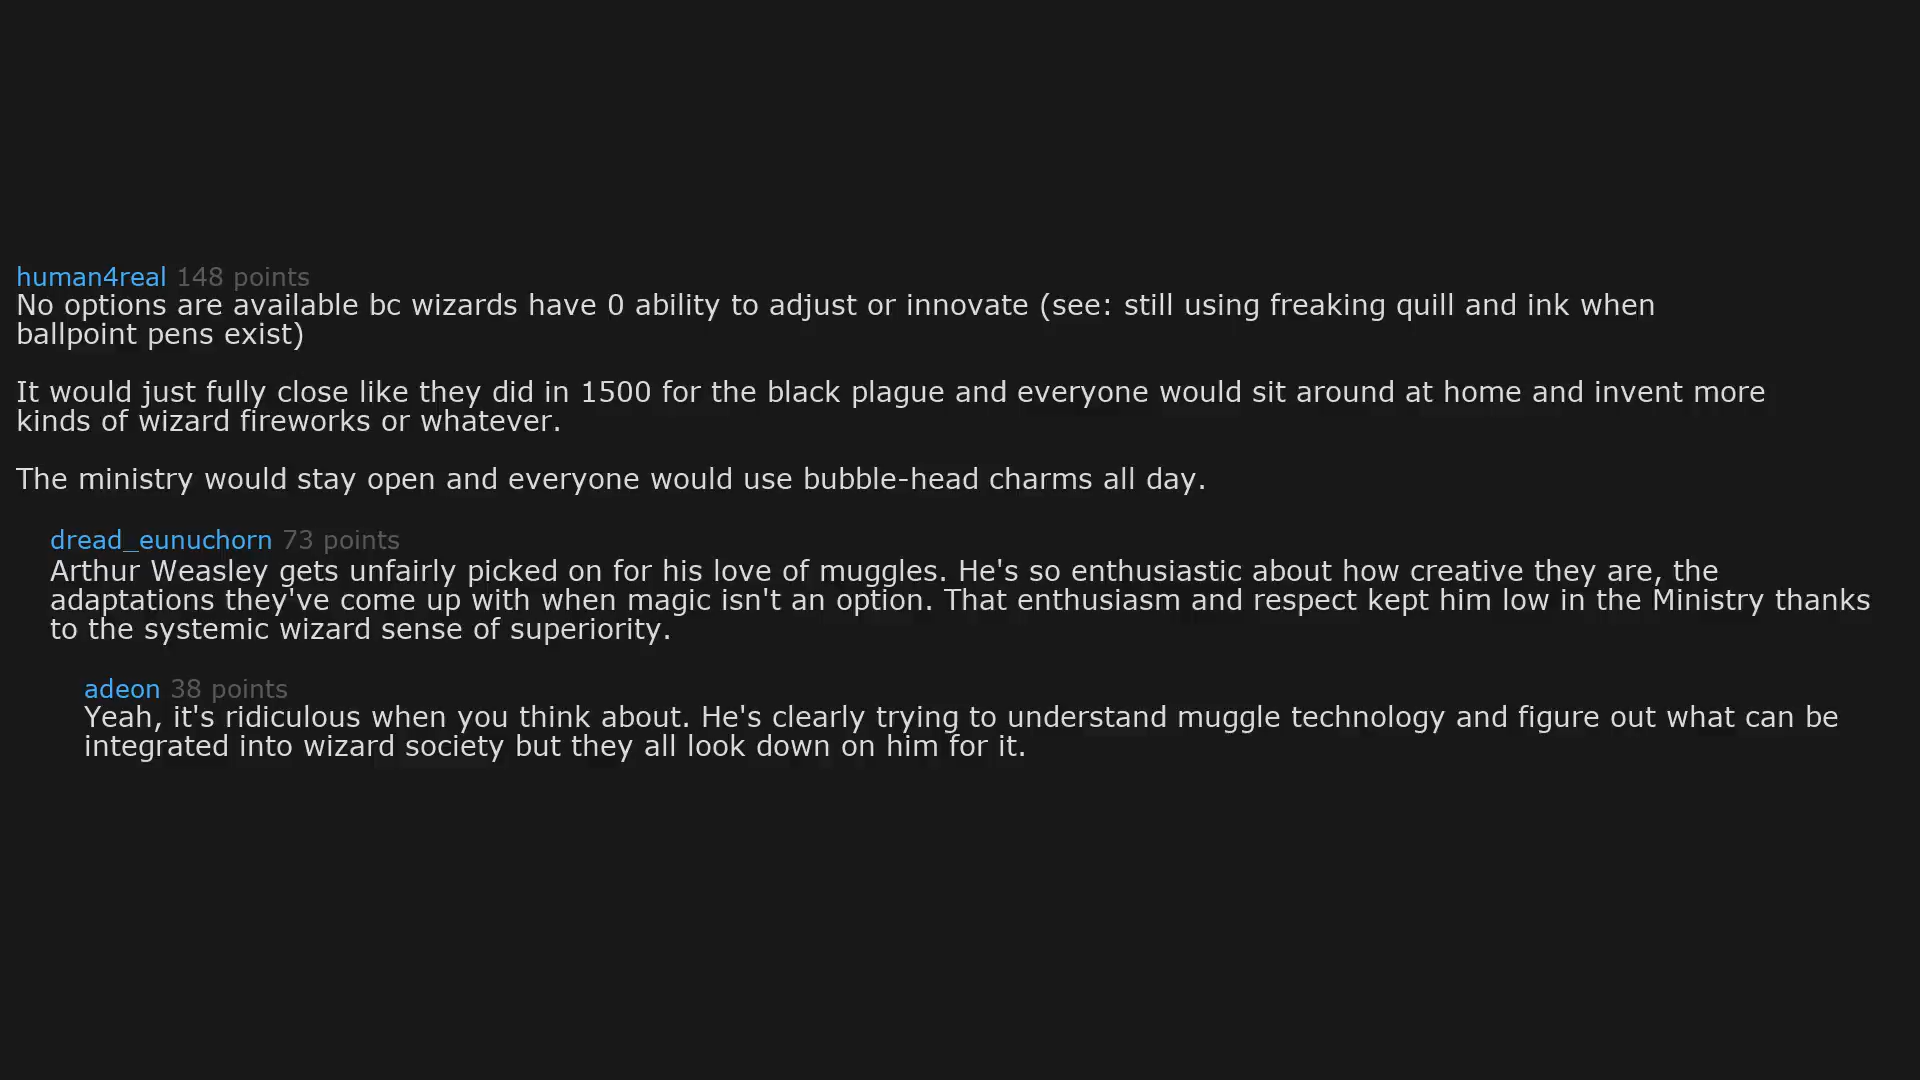 human4real 148 points
No options are available bc wizards have 0 ability to adjust or innovate (see: still using freaking quill and ink when
ballpoint pens exist)
It would just fully close like they did in 1500 for the black plague and everyone would sit around at home and invent more
kinds of wizard fireworks or whatever.
The ministry would stay open and everyone would use bubble-head charms all day.
dread_eunuchorn 73 points
Arthur Weasley gets unfairly picked on for his love of muggles. He's so enthusiastic about how creative they are, the
adaptations they've come up with when magic isn't an option. That enthusiasm and respect kept him low in the Ministry thanks
to the systemic wizard sense of superiority.
adeon 38 points
Yeah, it's ridiculous when you think about. He's clearly trying to understand muggle technology and figure out what can be
integrated into wizard society but they all look down on him for it.